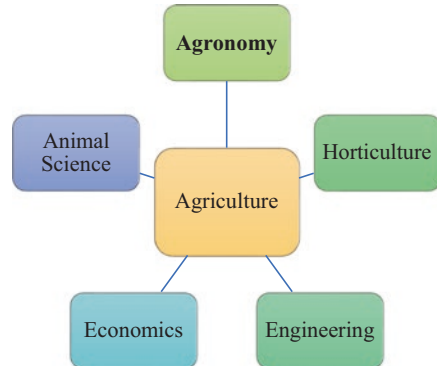 Agronomy
Animal
Science
Horticulture
Agriculture
Economics
Engineering